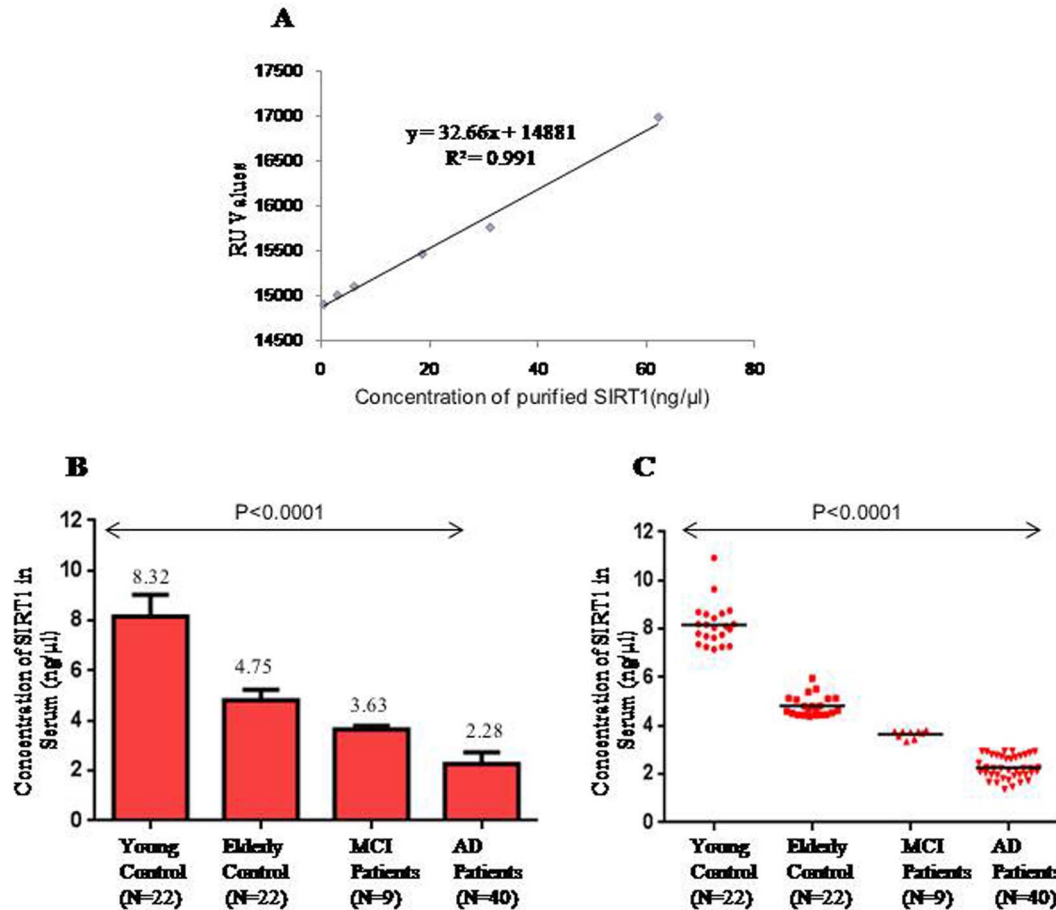 A
17500
17000
16500
16000
15500
15000
14500
RU Values
y = 32.66x + 14881
R² = 0.991
0 20 40 60 80
Concentration of purified SIRT1(ng/µl)
B
P<0.0001
12
10
8
6
4
2
0
Concentration of SIRT1 in
Serum (ng/µl)
8.32
4.75
3.63
2.28
Young Elderly MCI AD
Control Control Patients Patients
(N=22) (N=22) (N=9) (N=40)
C
P<0.0001
12
10
8
6
4
2
0
Concentration of SIRT1 in
Serum (ng/µl)
Young Elderly MCI AD
Control Control Patients Patients
(N=22) (N=22) (N=9) (N=40)